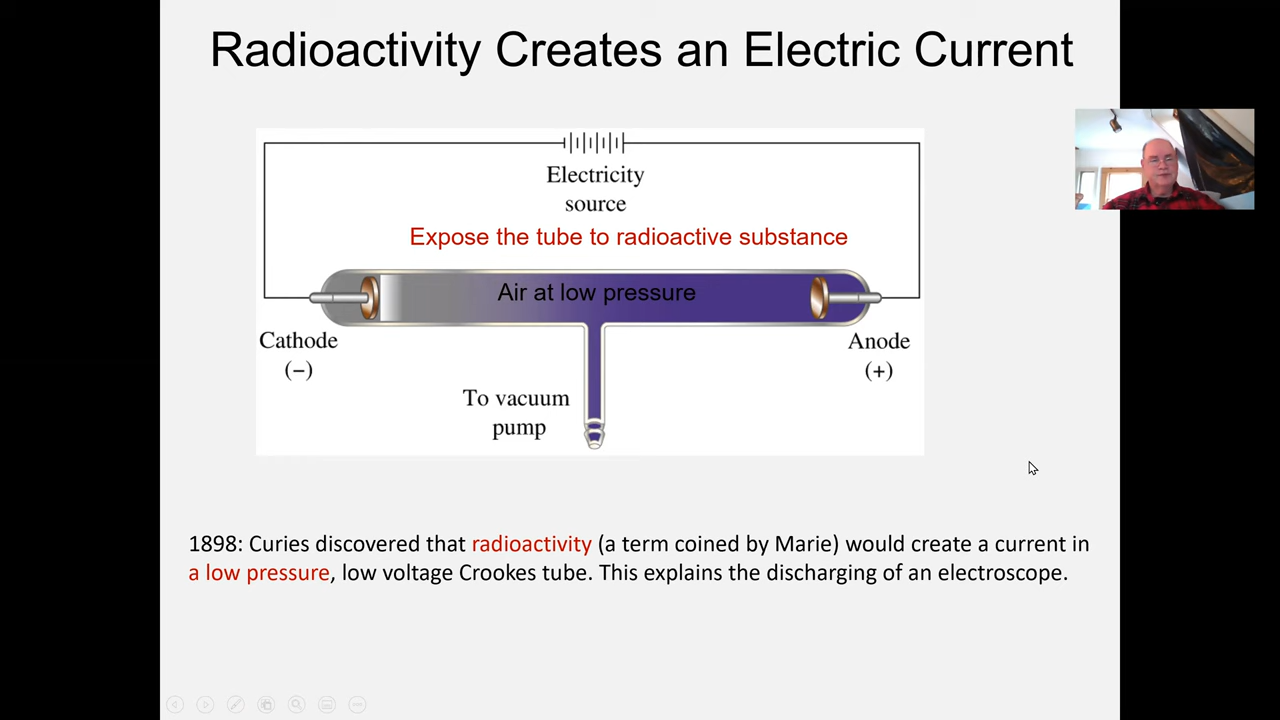 Radioactivity Creates an Electric Current
Electricity
source
Expose the tube to radioactive substance
Air at low pressure
Cathode
(−)
Anode
(+)
To vacuum
pump
1898: Curies discovered that radioactivity (a term coined by Marie) would create a current in
a low pressure, low voltage Crookes tube. This explains the discharging of an electroscope.